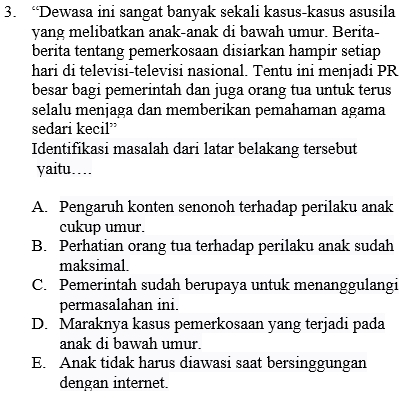 3. “Dewasa ini sangat banyak sekali kasus-kasus asusila
yang melibatkan anak-anak di bawah umur. Berita-
berita tentang pemerkosaan disiarkan hampir setiap
hari di televisi-televisi nasional. Tentu ini menjadi PR
besar bagi pemerintah dan juga orang tua untuk terus
selalu menjaga dan memberikan pemahaman agama
sedari kecil”
Identifikasi masalah dari latar belakang tersebut
yaitu….
A. Pengaruh konten senonoh terhadap perilaku anak
cukup umur.
B. Perhatian orang tua terhadap perilaku anak sudah
maksimal.
C. Pemerintah sudah berupaya untuk menanggulangi
permasalahan ini.
D. Maraknya kasus pemerkosaan yang terjadi pada
anak di bawah umur.
E. Anak tidak harus diawasi saat bersinggungan
dengan internet.